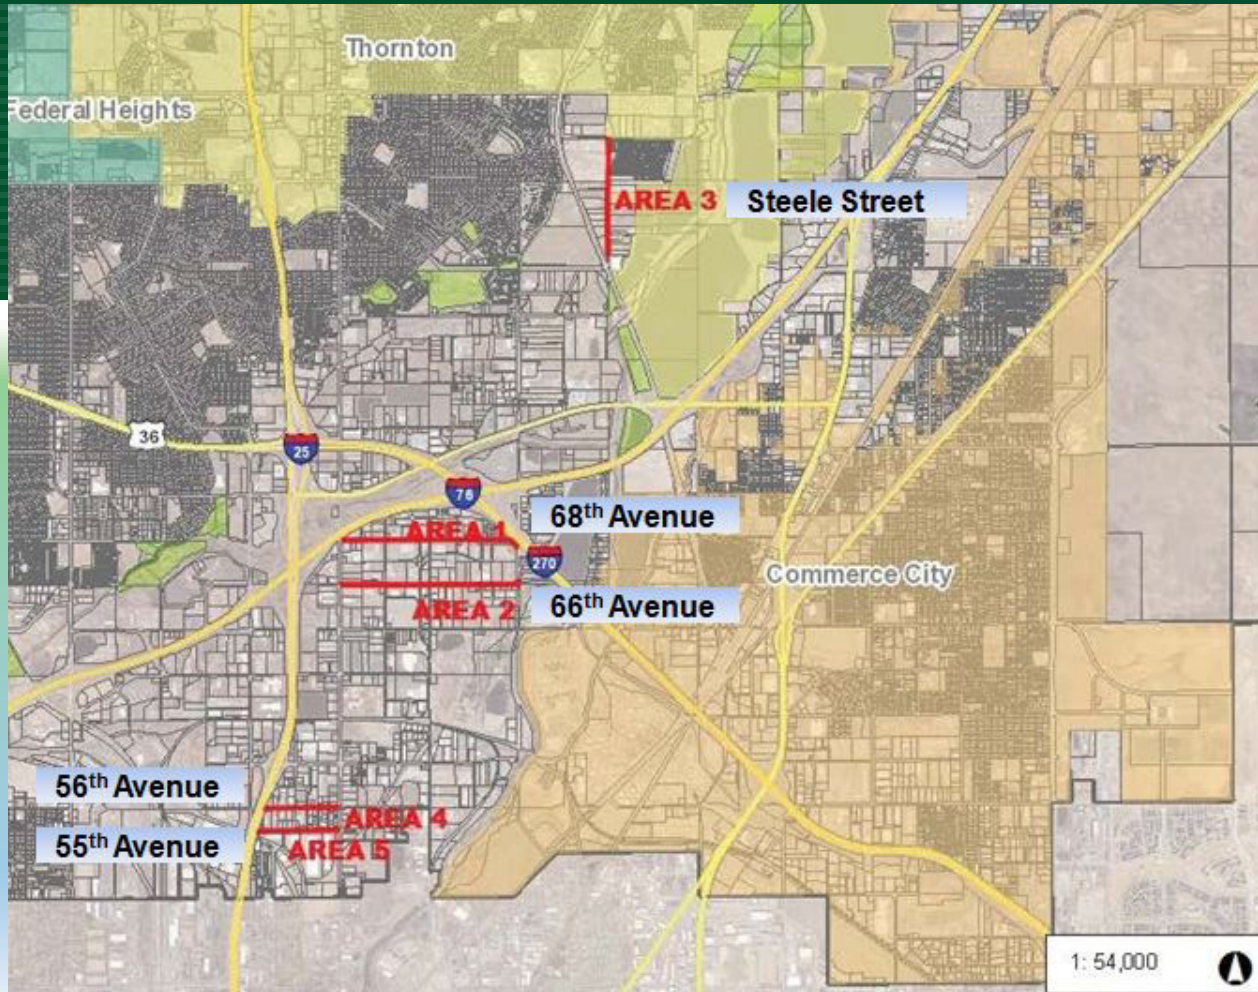 Thornton
Federal Heights
AREA 3
Steele Street
36
25
76
68th Avenue
AREA 1
270
Commerce City
AREA 2
66th Avenue
56th Avenue
AREA 4
55th Avenue
AREA 5
1: 54,000